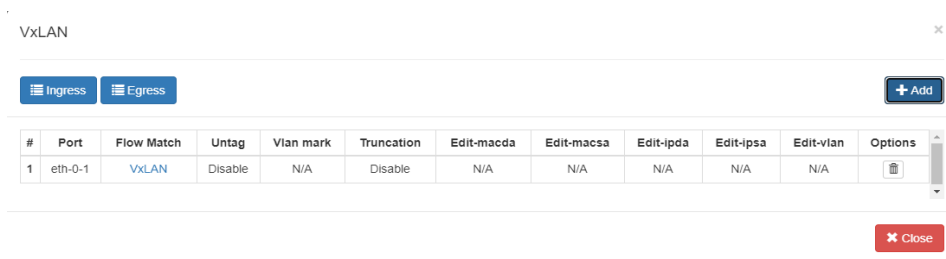 VxLAN
×
Ingress Egress + Add
# Port Flow Match Untag Vlan mark Truncation Edit-macda Edit-macsa Edit-ipda Edit-ipsa Edit-vlan Options
1 eth-0-1 VxLAN Disable N/A Disable N/A N/A N/A N/A N/A
Close